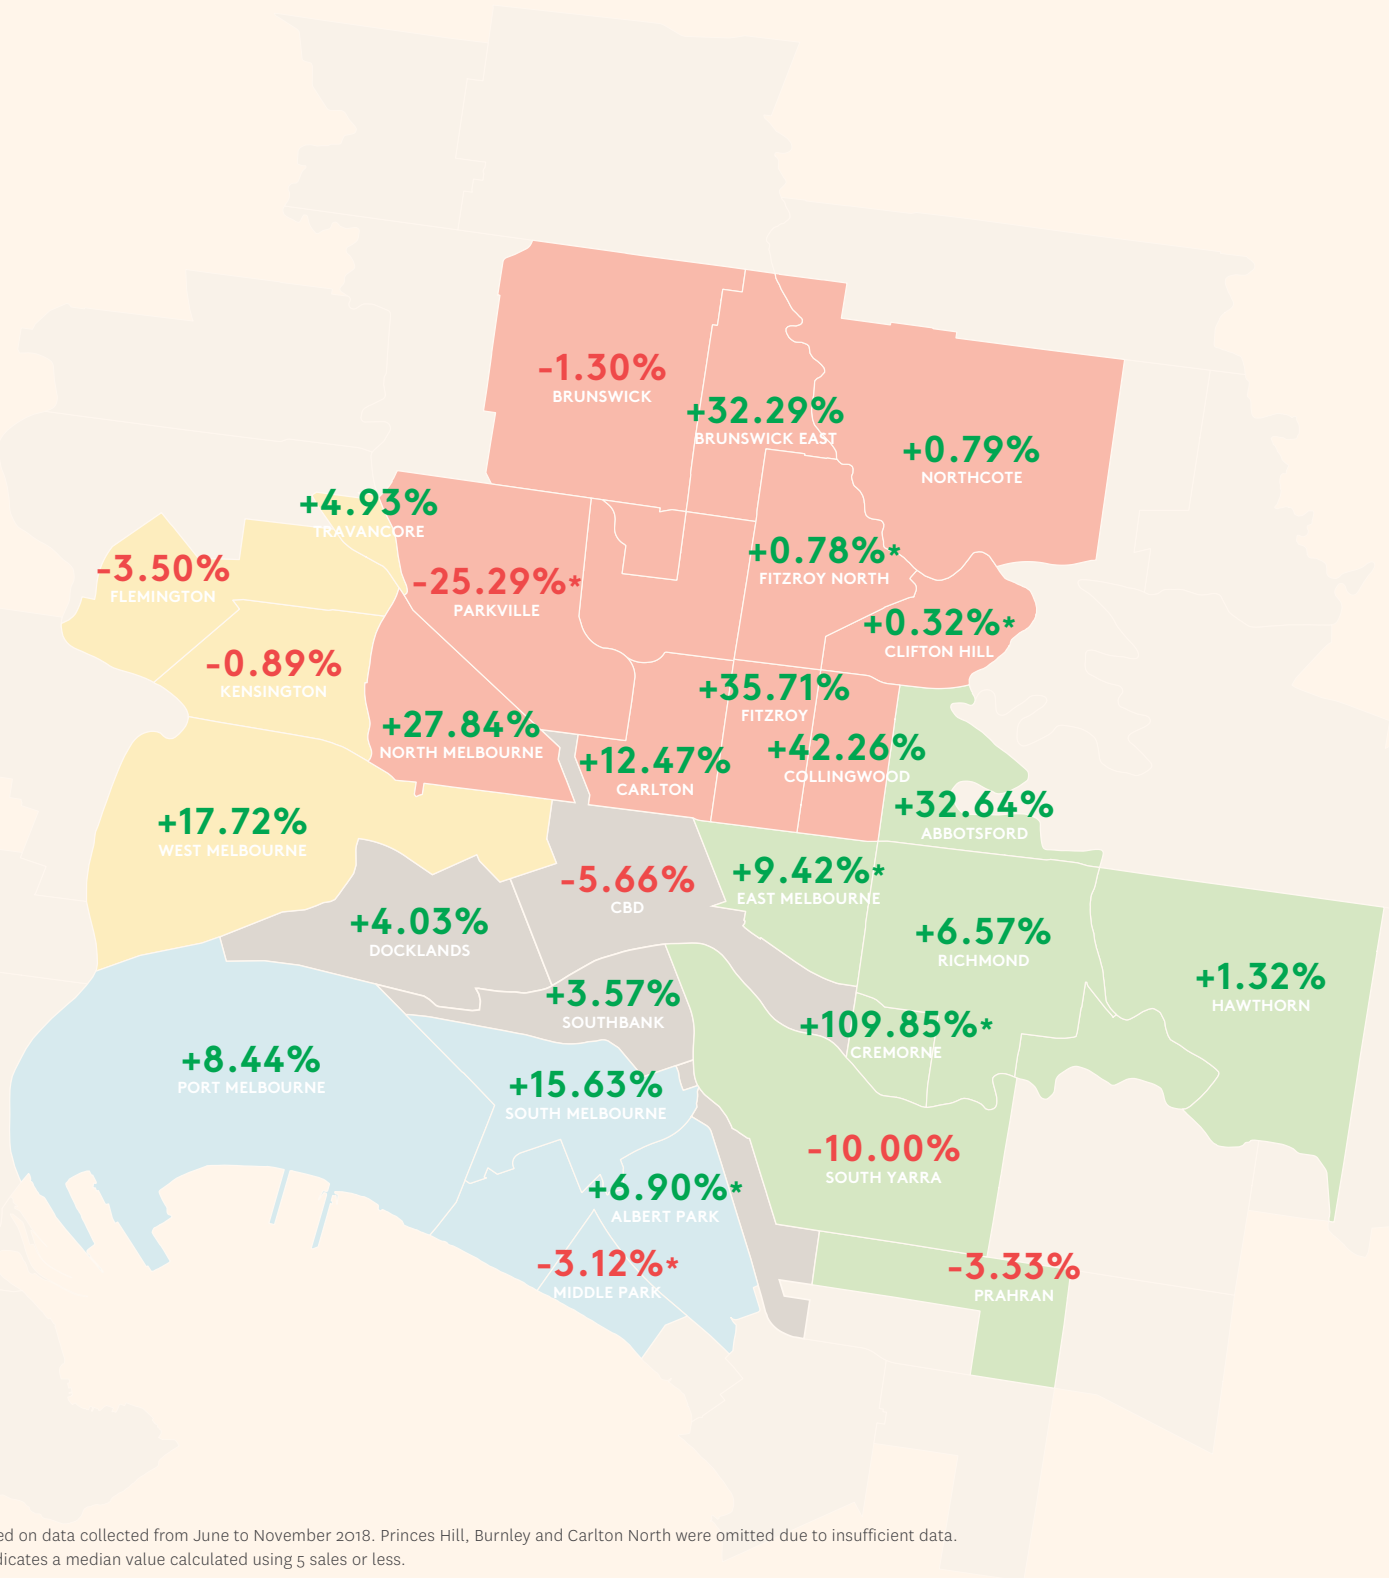 -1.30%
BRUNSWICK
+32.29%
BRUNSWICK EAST
+0.79%
NORTHCOTE
+4.93%
TRAVANCORE
-3.50%
FLEMINGTON
-25.29%*
PARKVILLE
+0.78%*
FITZROY NORTH
+0.32%*
CLIFTON HILL
-0.89%
KENSINGTON
+27.84%
NORTH MELBOURNE
+35.71%
FITZROY
+12.47%
CARLTON
+42.26%
COLLINGWOOD
+32.64%
ABBOTSFORD
+17.72%
WEST MELBOURNE
-5.66%
CBD
+9.42%*
EAST MELBOURNE
+4.03%
DOCKLANDS
+6.57%
RICHMOND
+1.32%
HAWTHORN
+3.57%
SOUTHBANK
+109.85%*
CREMORNE
+8.44%
PORT MELBOURNE
+15.63%
SOUTH MELBOURNE
-10.00%
SOUTH YARRA
+6.90%*
ALBERT PARK
-3.12%*
MIDDLE PARK
-3.33%
PRAHRAN
ed on data collected from June to November 2018. Princes Hill, Burnley and Carlton North were omitted due to insufficient data.
dicates a median value calculated using 5 sales or less.